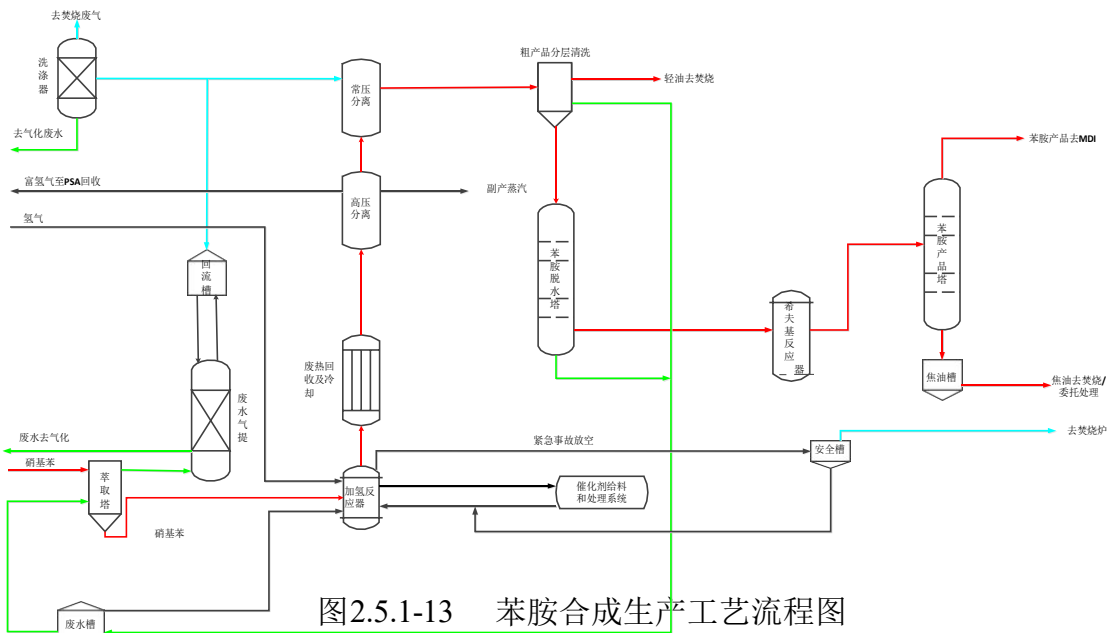 去焚烧废气
洗
涤
器
去气化废水
富氢气至PSA回收
氢气
常压
分离
高压
分离
粗产品分层清洗
轻油去焚烧
副产蒸汽
苯胺产品去MDI
苯
胺
脱
水
塔
苯
胺
产
品
塔
希
夫
基
反
应
器
焦油槽
焦油去焚烧/
委托处理
回
流
槽
废热回
收及冷
却
废
水
气
提
废水去气化
硝基苯
萃
取
塔
硝基苯
加氢反
应器
紧急事故放空
催化剂给料
和处理系统
安全槽
去焚烧炉
废水槽
图2.5.1-13 苯胺合成生产工艺流程图